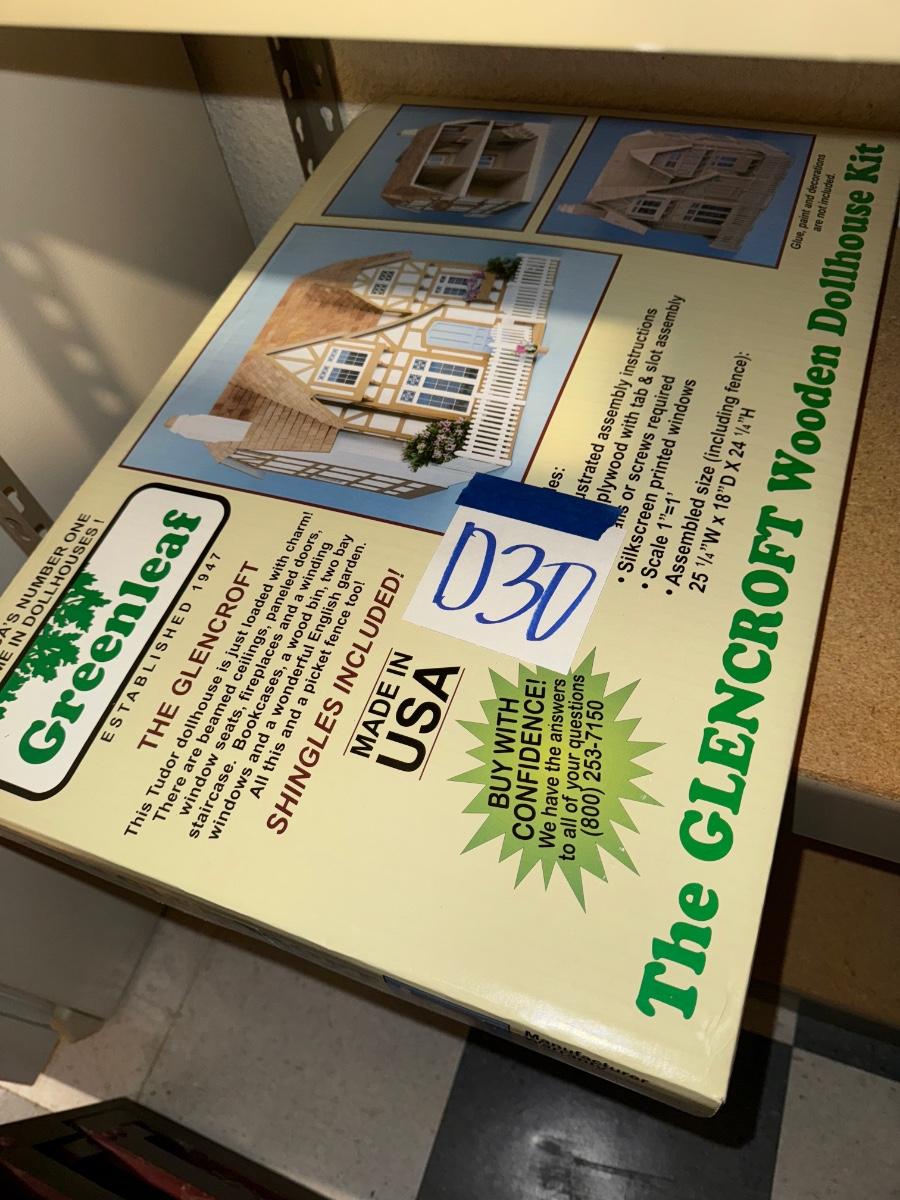 NUMBER ONE
IN DOLLHOUSES!
Greenleaf
ESTABLISHED 1947
THE GLENCROFT
This Tudor dollhouse is just loaded with charm!
There are beamed ceilings, paneled doors,
window seats, fireplaces and a winding
staircase. Bookcases, a wood bin, two bay
windows and a wonderful English garden.
All this and a picket fence too!
SHINGLES INCLUDED!
MADE IN
USA
BUY WITH
CONFIDENCE!
We have the answers
to all of your questions
(800) 253-7150
D30
assembly instructions
plywood with tab & slot assembly
or screws required
• Silkscreen printed windows
• Scale 1"=1'
• Assembled size (including fence):
25 1/4"W x 18"D X 24 1/4"H
Glue, paint and decorations
are not included.
The GLENCROFT Wooden Dollhouse Kit
Manufacturer